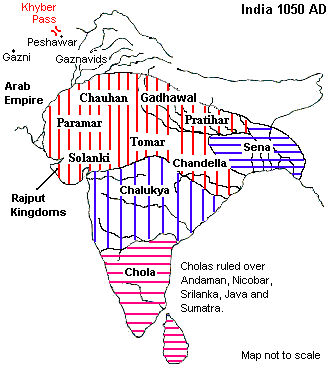 India 1050 AD
Khyber
Pass
Peshawar
Gazni
Gaznavids
Arab
Empire
Chauhan
Gadhawal
Paramar
Pratihar
Tomar
Sena
Solanki
Chandella
Rajput
Kingdoms
Chalukya
Chola
Cholas ruled over
Andaman, Nicobar,
Srilanka, Java and
Sumatra.
Map not to scale